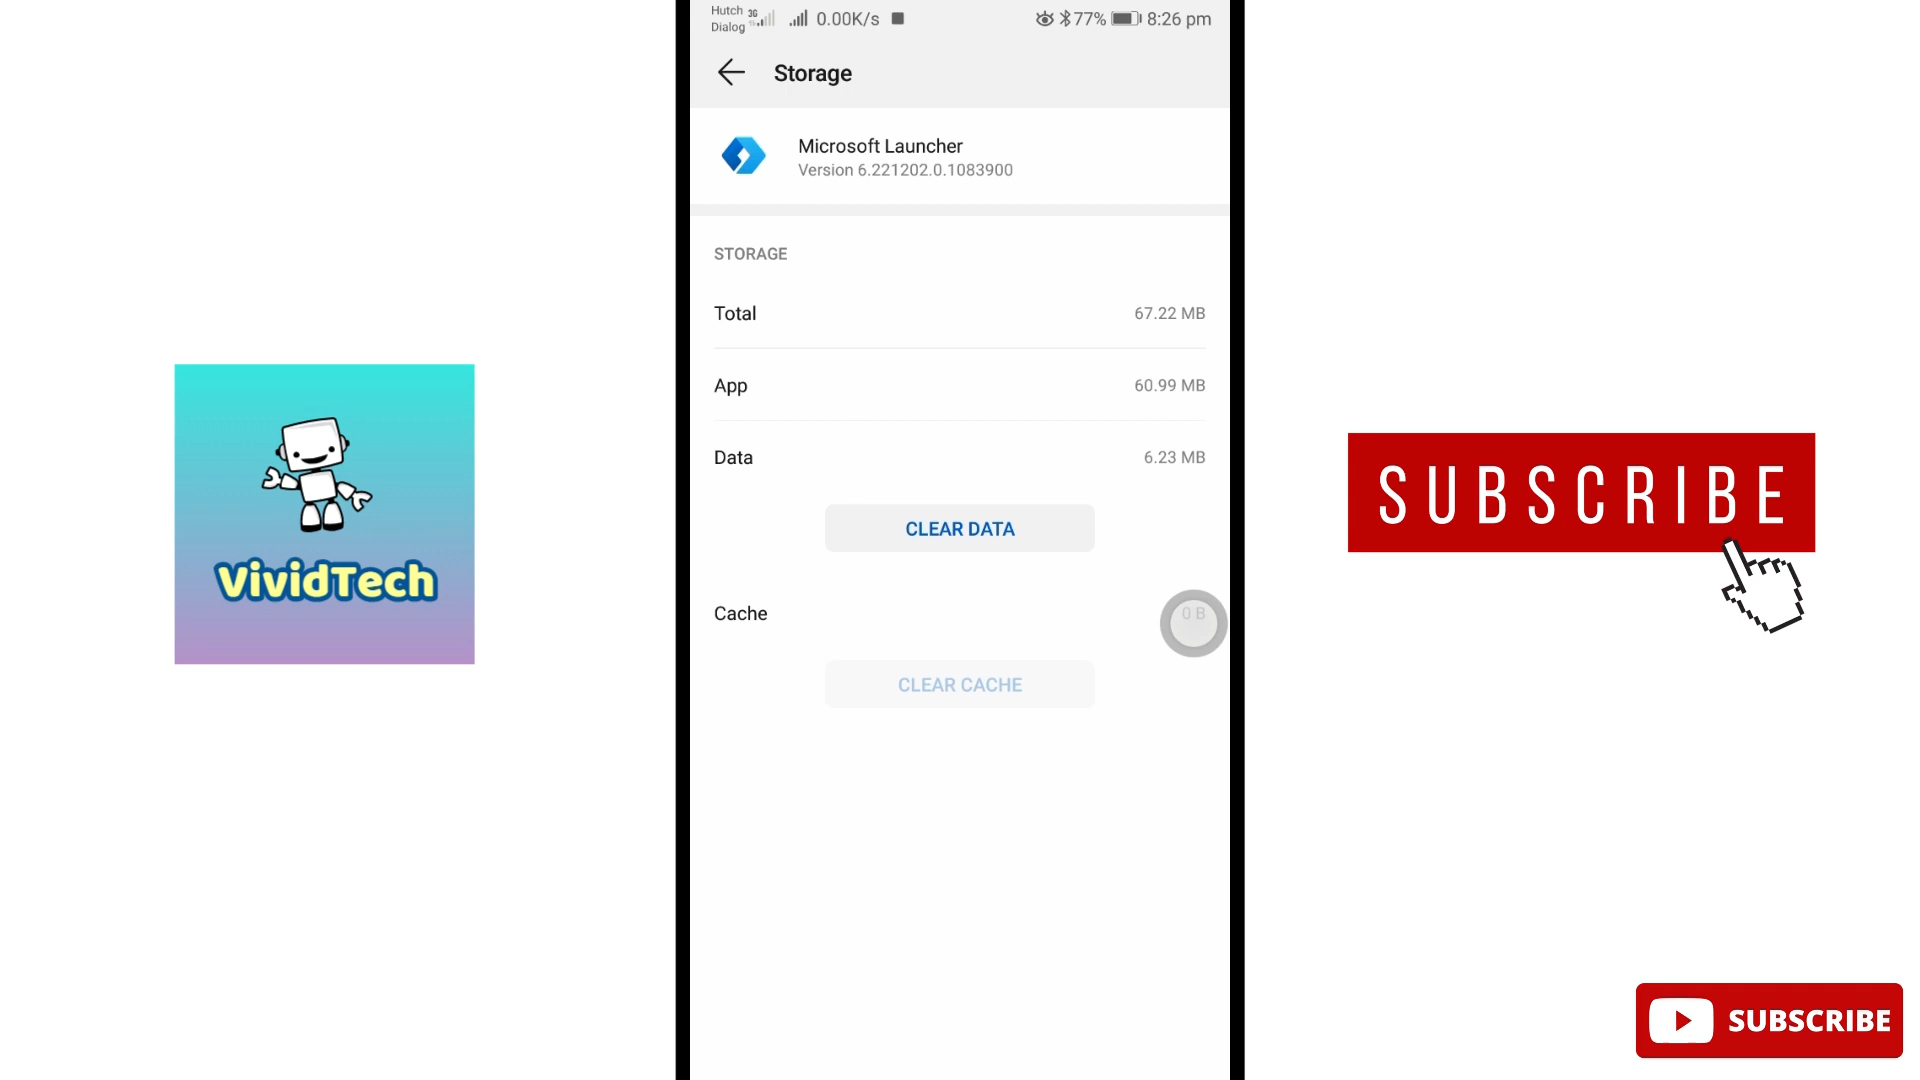 Hutch 3G
Dialog
0.00K/s
77% 8:26 pm
Storage
Microsoft Launcher
Version 6.221202.0.1083900
STORAGE
Total 67.22 MB
App 60.99 MB
Data 6.23 MB
CLEAR DATA
Cache 0 B
CLEAR CACHE
VividTech
SUBSCRIBE
SUBSCRIBE